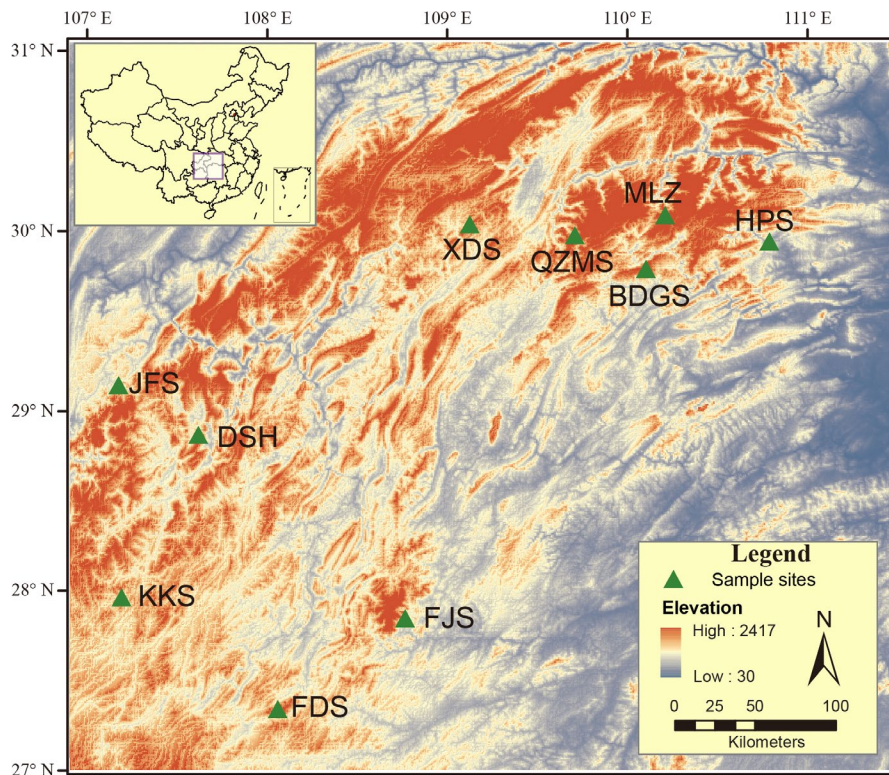 107° E 108° E 109° E 110° E 111° E
31° N
30° N
29° N
28° N
27° N
MLZ
HPS
XDS
QZMS
BDGS
JFS
DSH
KKS
FJS
FDS
Legend
Sample sites
Elevation
High : 2417
Low : 30
N
0 25 50 100
Kilometers